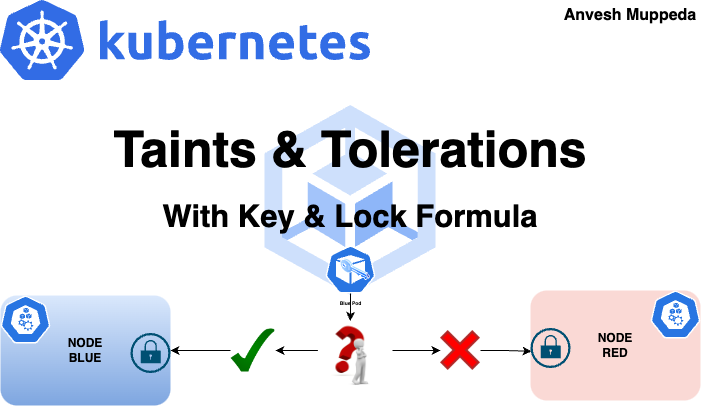 Anvesh Muppeda
kubernetes
Taints & Tolerations
With Key & Lock Formula
Blue Pod
NODE
BLUE
NODE
RED